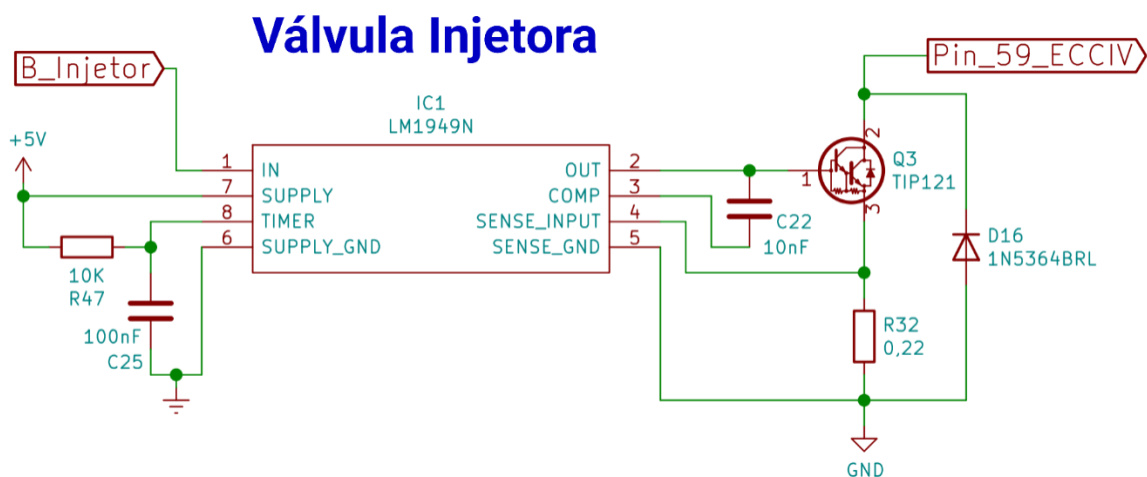 Válvula Injetora
B_Injetor
Pin_59_ECCIV
IC1
LM1949N
+5V
1 IN
7 SUPPLY
8 TIMER
6 SUPPLY_GND
OUT 2
COMP 3
SENSE_INPUT 4
SENSE_GND 5
10K
R47
100nF
C25
C22
10nF
1
2
3
Q3
TIP121
D16
1N5364BRL
R32
0,22
GND